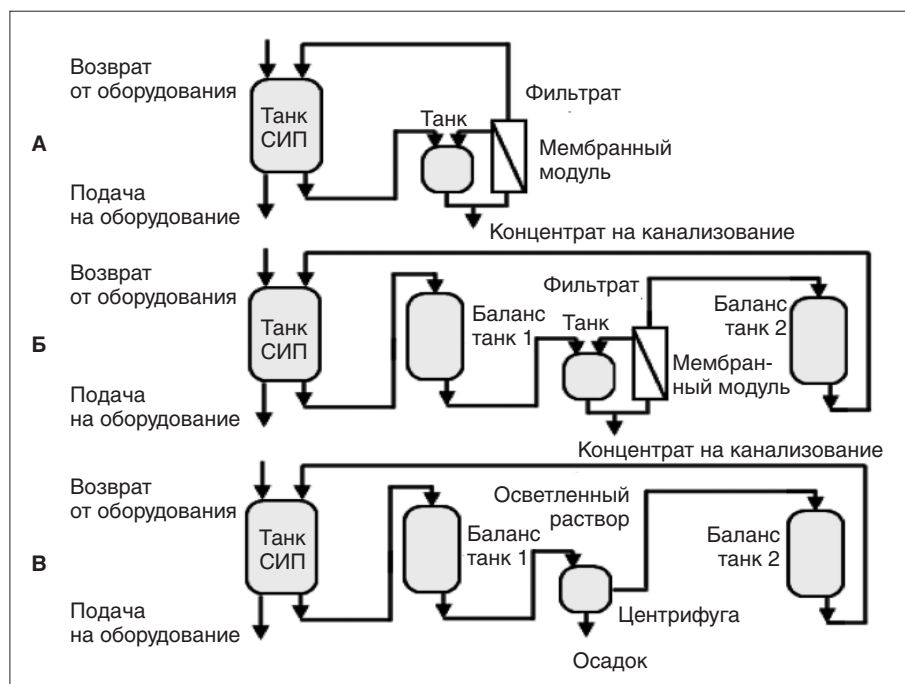 Возврат
от оборудования
Танк
СИП
Танк
Фильтрат
А
Мембранный
модуль
Подача
на оборудование
Концентрат на канализование
Возврат
от оборудования
Фильтрат
Танк
СИП
Баланс
танк 1
Танк
Баланс
танк 2
Б
Мембран-
ный модуль
Подача
на оборудование
Концентрат на канализование
Возврат
от оборудования
Осветленный
раствор
Танк
СИП
Баланс
танк 1
Баланс
танк 2
В
Подача
на оборудование
Центрифуга
Осадок